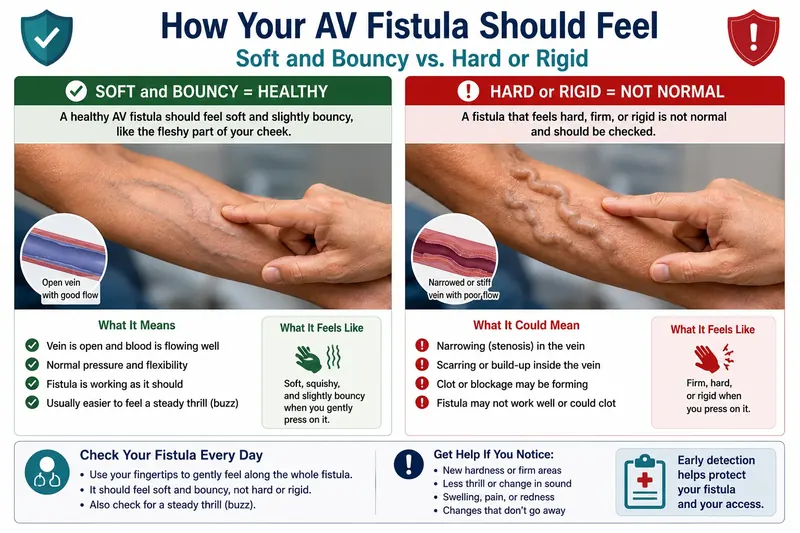 How Your AV Fistula Should Feel
Soft and Bouncy vs. Hard or Rigid
SOFT and BOUNCY = HEALTHY
A healthy AV fistula should feel soft and slightly bouncy,
like the fleshy part of your cheek.
Open vein
with good flow
What It Means
Vein is open and blood is flowing well
Normal pressure and flexibility
Fistula is working as it should
Usually easier to feel a steady thrill (buzz)
What It Feels Like
Soft, squishy,
and slightly bouncy
when you gently
press on it.
HARD or RIGID = NOT NORMAL
A fistula that feels hard, firm, or rigid is not normal
and should be checked.
Narrowed or stiff
vein with poor flow
What It Could Mean
Narrowing (stenosis) in the vein
Scarring or build-up inside the vein
Clot or blockage may be forming
Fistula may not work well or could clot
What It Feels Like
Firm, hard,
or rigid when
you press on it.
Check Your Fistula Every Day
• Use your fingertips to gently feel along the whole fistula.
• It should feel soft and bouncy, not hard or rigid.
• Also check for a steady thrill (buzz).
Get Help If You Notice:
• New hardness or firm areas
• Less thrill or change in sound
• Swelling, pain, or redness
• Changes that don't go away
Early detection
helps protect
your fistula
and your access.